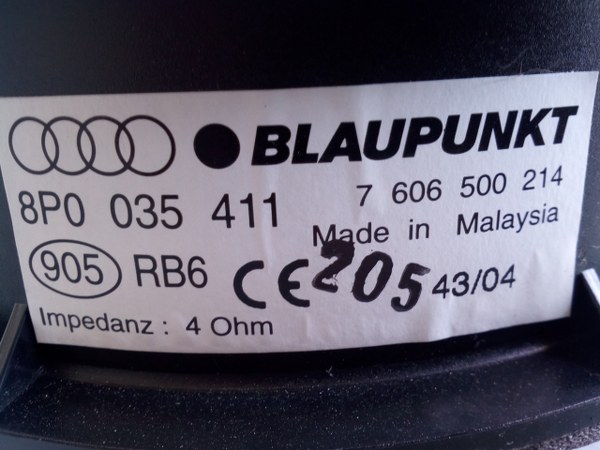 BLAUPUNKT
8P0 035 411 7 606 500 214
Made in Malaysia
905 RB6 CE 205 43/04
Impedanz : 4 Ohm